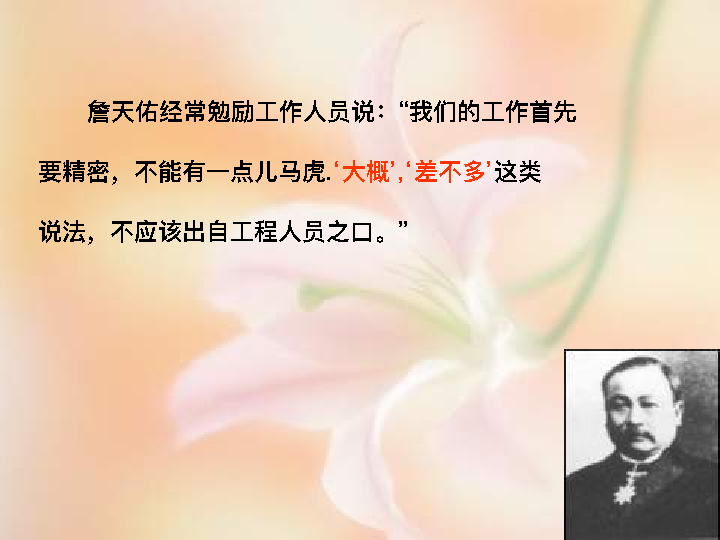 詹天佑经常勉励工作人员说：“我们的工作首先
要精密，不能有一点儿马虎.‘大概’,‘差不多’这类
说法，不应该出自工程人员之口。”